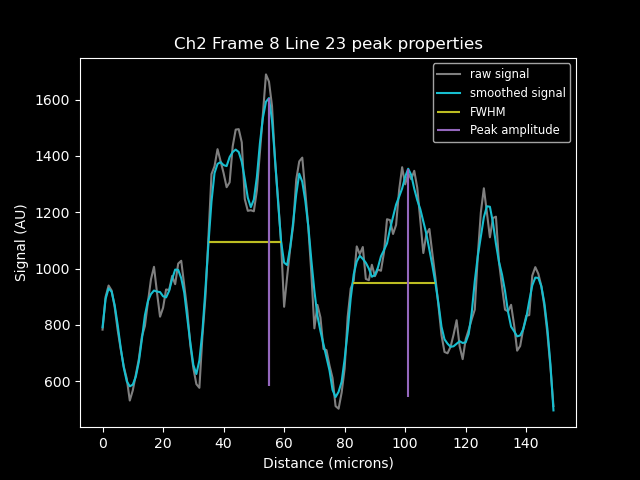 Ch2 Frame 8 Line 23 peak properties
raw signal
smoothed signal
FWHM
Peak amplitude
Signal (AU)
1600
1400
1200
1000
800
600
0 20 40 60 80 100 120 140
Distance (microns)